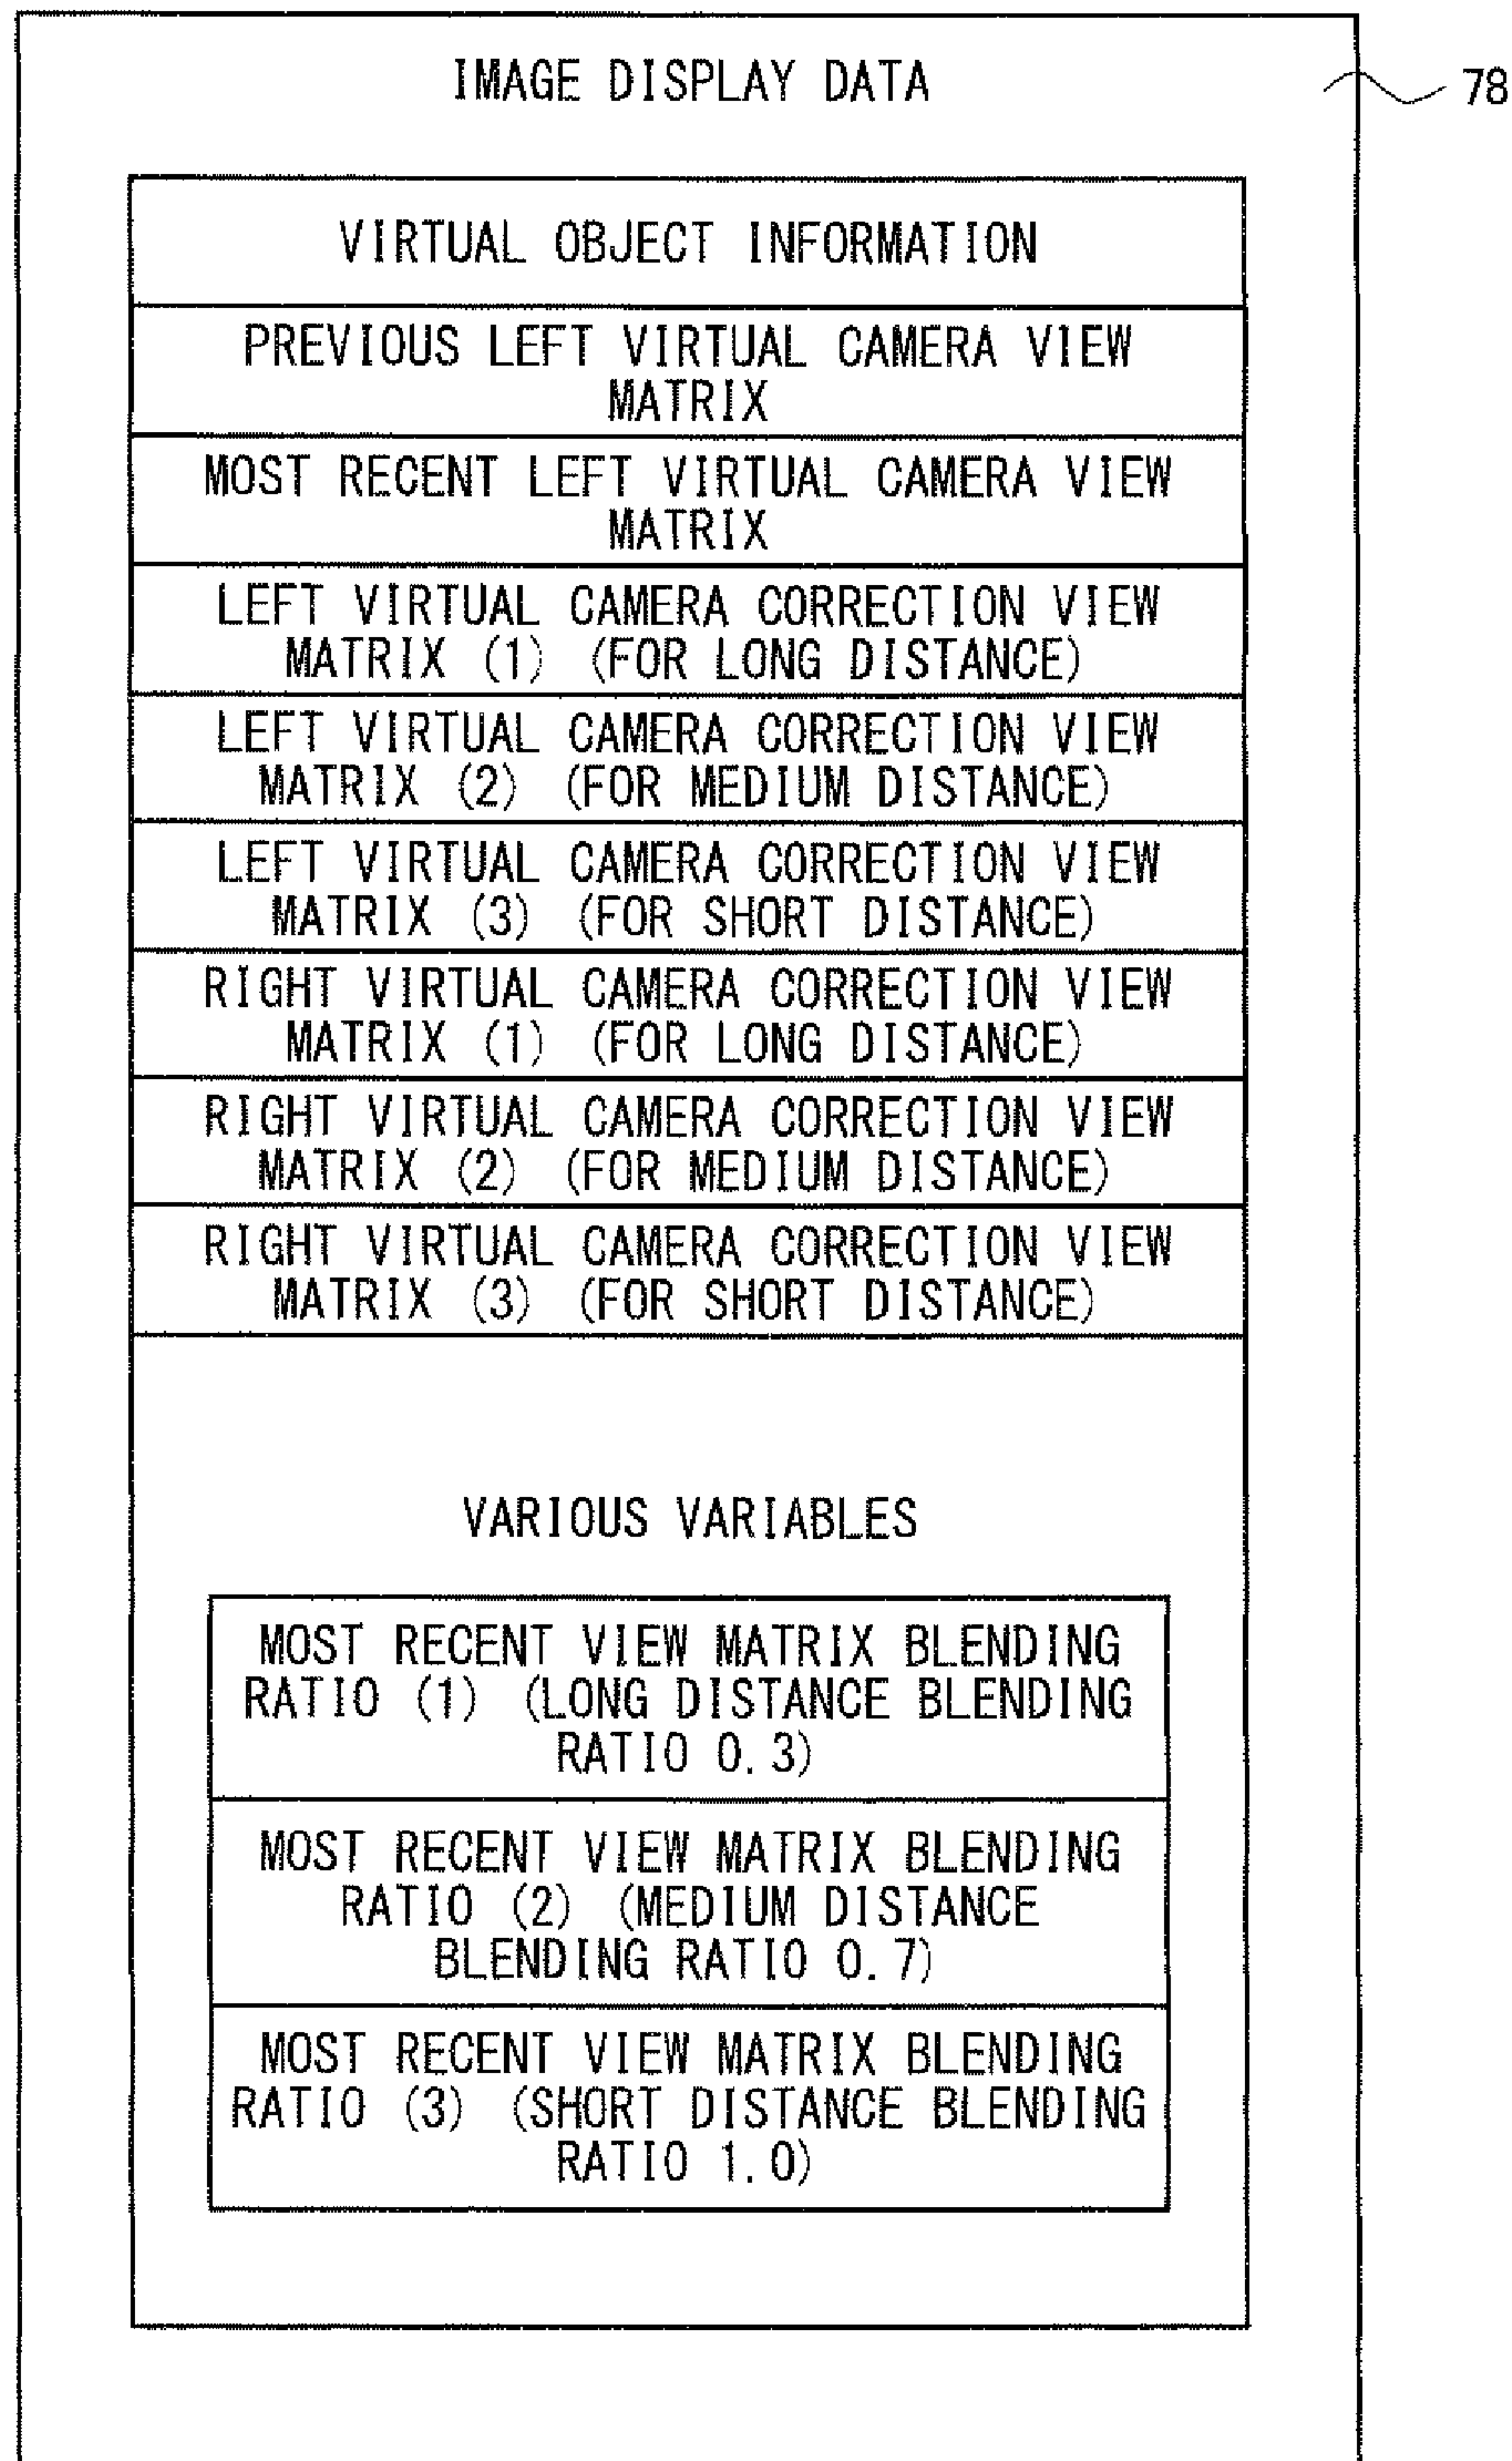 IMAGE DISPLAY DATA
78
VIRTUAL OBJECT INFORMATION
PREVIOUS LEFT VIRTUAL CAMERA VIEW
MATRIX
MOST RECENT LEFT VIRTUAL CAMERA VIEW
MATRIX
LEFT VIRTUAL CAMERA CORRECTION VIEW
MATRIX (1) (FOR LONG DISTANCE)
LEFT VIRTUAL CAMERA CORRECTION VIEW
MATRIX (2) (FOR MEDIUM DISTANCE)
LEFT VIRTUAL CAMERA CORRECTION VIEW
MATRIX (3) (FOR SHORT DISTANCE)
RIGHT VIRTUAL CAMERA CORRECTION VIEW
MATRIX (1) (FOR LONG DISTANCE)
RIGHT VIRTUAL CAMERA CORRECTION VIEW
MATRIX (2) (FOR MEDIUM DISTANCE)
RIGHT VIRTUAL CAMERA CORRECTION VIEW
MATRIX (3) (FOR SHORT DISTANCE)
VARIOUS VARIABLES
MOST RECENT VIEW MATRIX BLENDING
RATIO (1) (LONG DISTANCE BLENDING
RATIO 0.3)
MOST RECENT VIEW MATRIX BLENDING
RATIO (2) (MEDIUM DISTANCE
BLENDING RATIO 0.7)
MOST RECENT VIEW MATRIX BLENDING
RATIO (3) (SHORT DISTANCE BLENDING
RATIO 1.0)